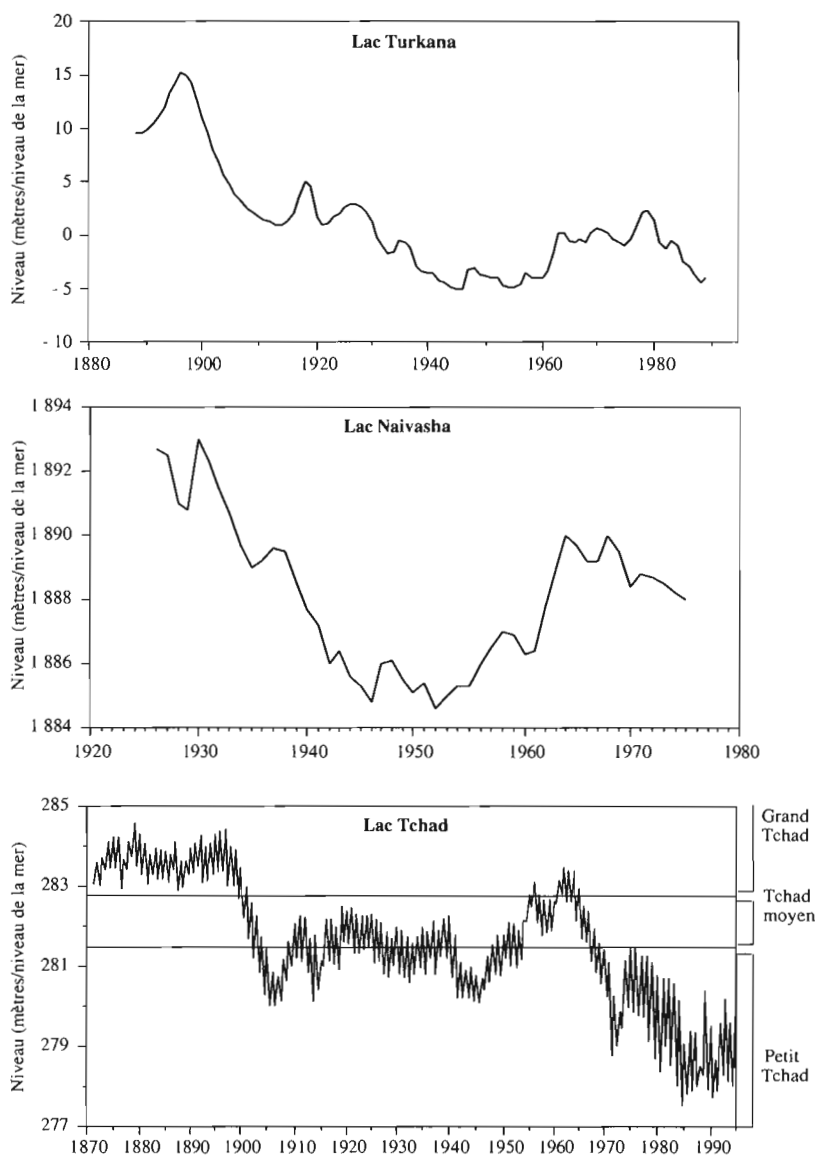 Lac Turkana
Niveau (mètres/niveau de la mer)
20
15
10
5
0
- 5
- 10
1880 1900 1920 1940 1960 1980
Lac Naivasha
Niveau (mètres/niveau de la mer)
1 894
1 892
1 890
1 888
1 886
1 884
1920 1930 1940 1950 1960 1970 1980
Lac Tchad
Niveau (mètres/niveau de la mer)
285
283
281
279
277
1870 1880 1890 1900 1910 1920 1930 1940 1950 1960 1970 1980 1990
Grand
Tchad
Tchad
moyen
Petit
Tchad